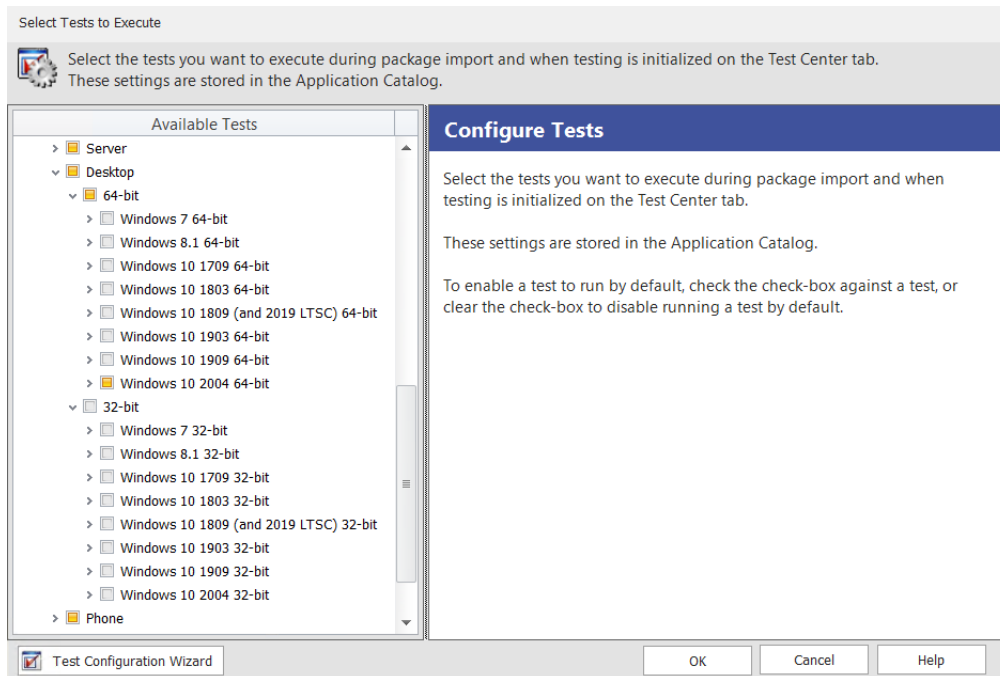 Select Tests to Execute
Select the tests you want to execute during package import and when testing is initialized on the Test Center tab.
These settings are stored in the Application Catalog.
Available Tests
Server
Desktop
64-bit
Windows 7 64-bit
Windows 8.1 64-bit
Windows 10 1709 64-bit
Windows 10 1803 64-bit
Windows 10 1809 (and 2019 LTSC) 64-bit
Windows 10 1903 64-bit
Windows 10 1909 64-bit
Windows 10 2004 64-bit
32-bit
Windows 7 32-bit
Windows 8.1 32-bit
Windows 10 1709 32-bit
Windows 10 1803 32-bit
Windows 10 1809 (and 2019 LTSC) 32-bit
Windows 10 1903 32-bit
Windows 10 1909 32-bit
Windows 10 2004 32-bit
Phone
Configure Tests
Select the tests you want to execute during package import and when
testing is initialized on the Test Center tab.
These settings are stored in the Application Catalog.
To enable a test to run by default, check the check-box against a test, or
clear the check-box to disable running a test by default.
Test Configuration Wizard
OK
Cancel
Help